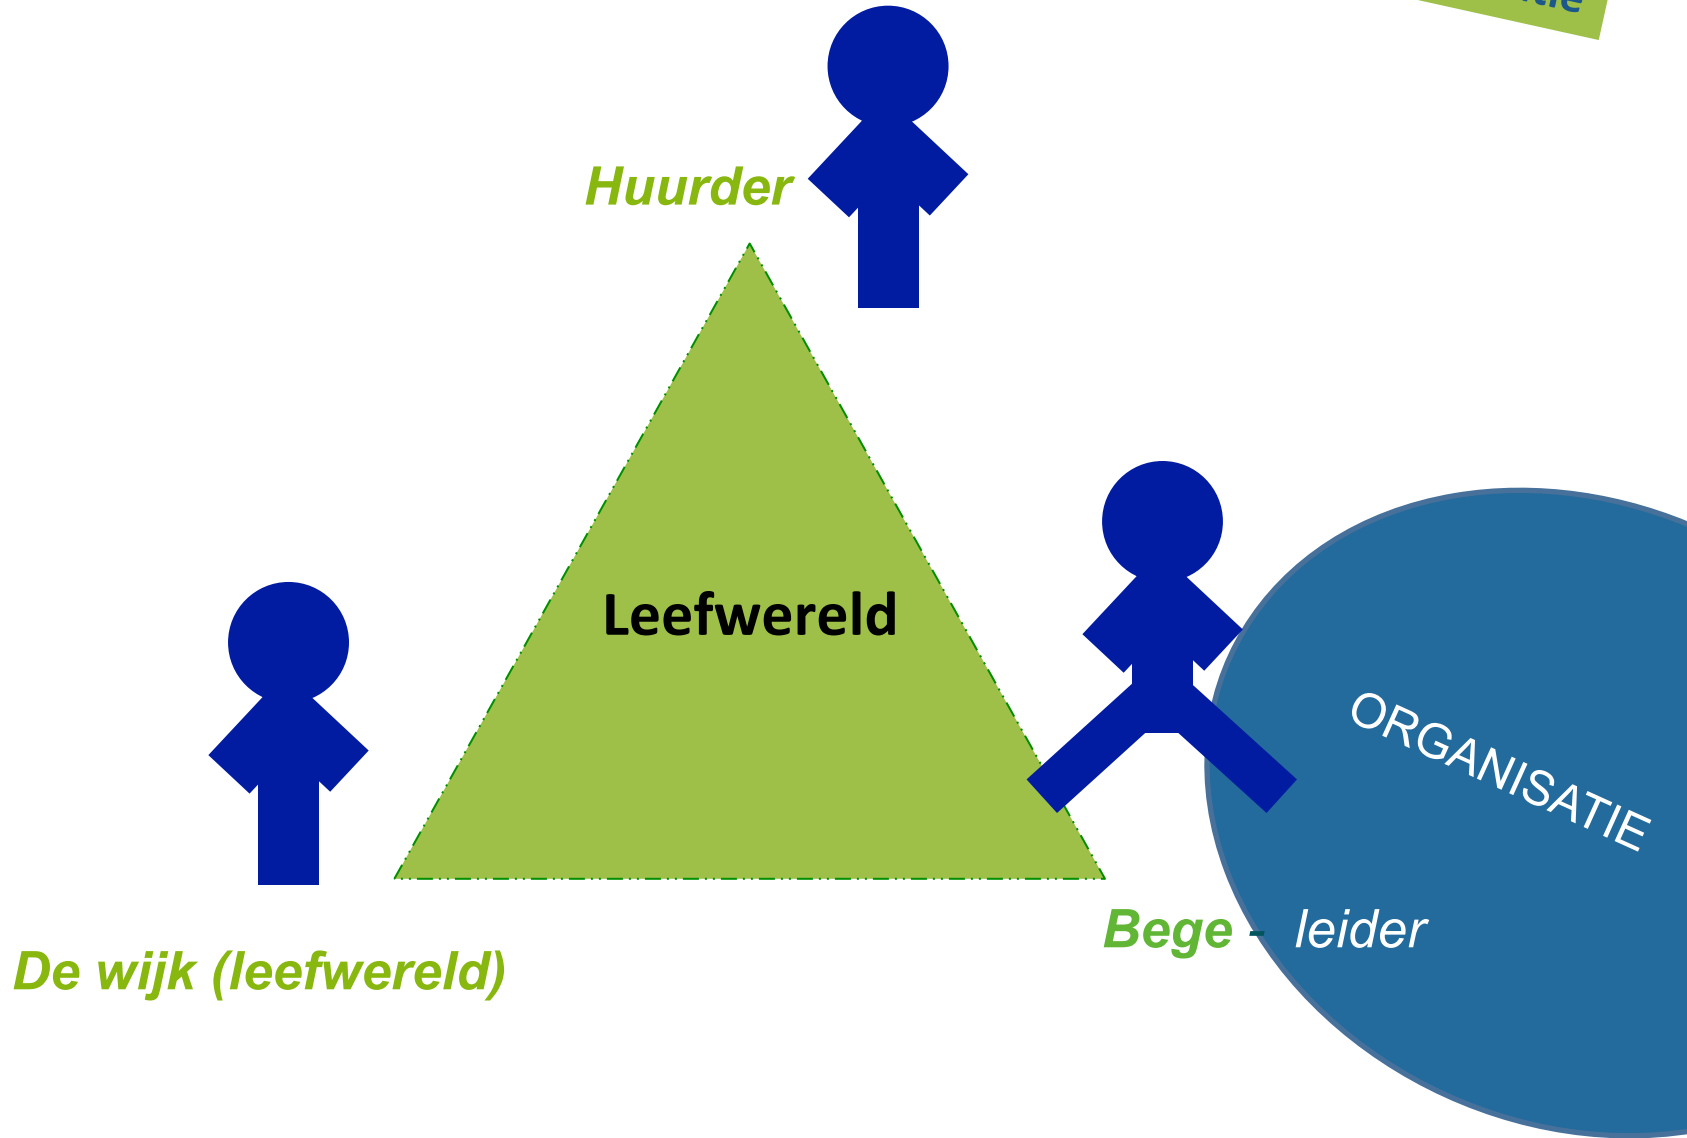 Huurder
Leefwereld
ORGANISATIE
Bege - leider
De wijk (leefwereld)